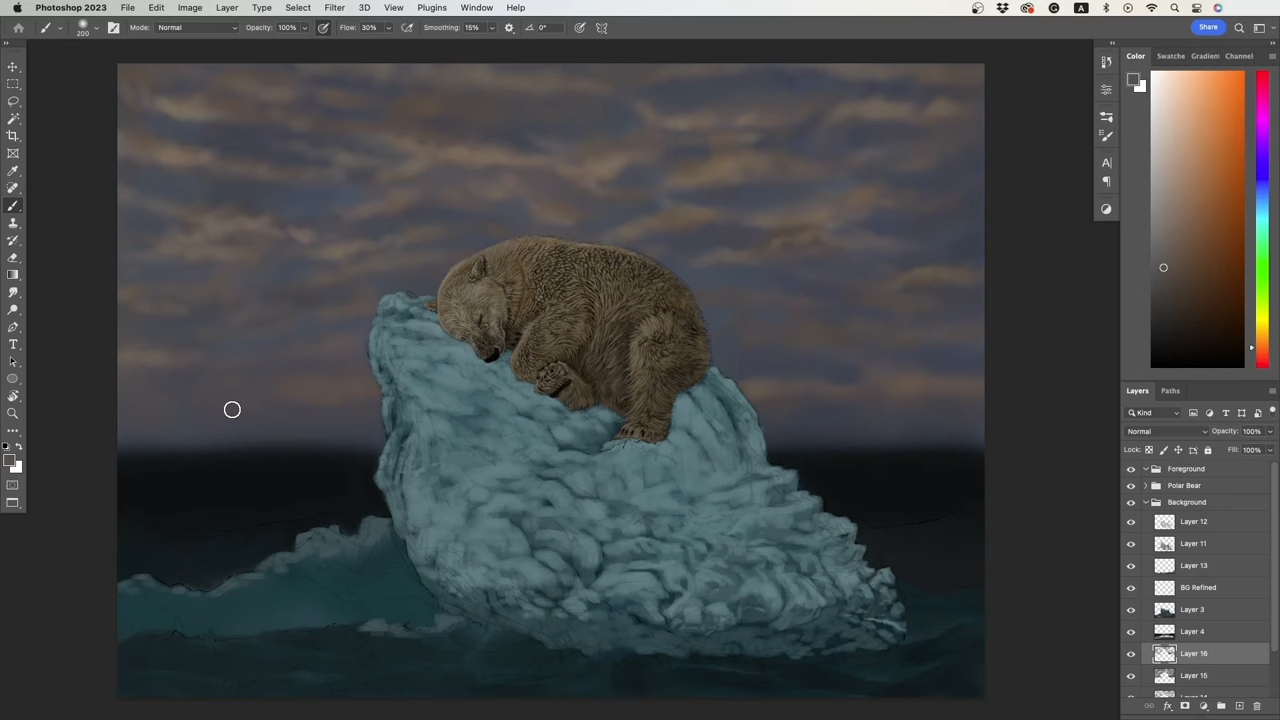 Photoshop 2023 File Edit Image Layer Type Select Filter 3D View Plugins Window Help
200 Mode: Normal Opacity: 100% Flow: 30% Smoothing: 15% 0° Share
Color Swatche Gradien Channel
Layers Paths
Kind
Normal Opacity: 100%
Lock: Fill: 100%
Foreground
Polar Bear
Background
Layer 12
Layer 11
Layer 13
BG Refined
Layer 3
Layer 4
Layer 16
Layer 15